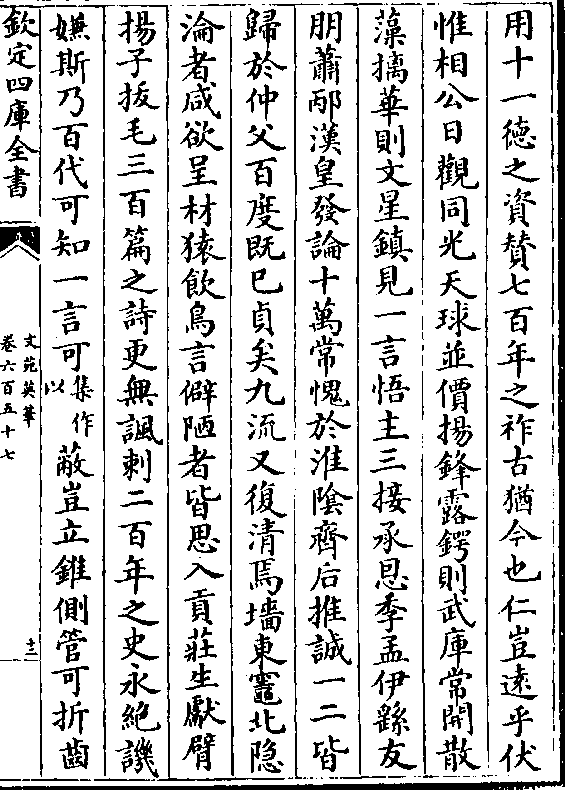 用十一德之資贊七百年之祚古猶今也仁豈遠乎伏
惟相公日觀同光天球並價揚鋒露鍔則武庫常開散
藻摛華則文星鎮見一言悟主三接承恩季孟伊繇友
朋蕭邴漢皇發論十萬常愧於淮陰齊后推誠一二皆
歸於仲父百度既已貞矣九流又復清焉墻東竈北隐
淪者咸欲呈材猿飲鳥言僻陋者皆思入貢莊生獻臂
揚子拔毛三百篇之詩更無諷刺二百年之史永絶譏
嫌斯乃百代可知一言可集作以蔽豈立錐側管可折齒
欽定四庫全書
文苑英華
卷六百五十七
十三